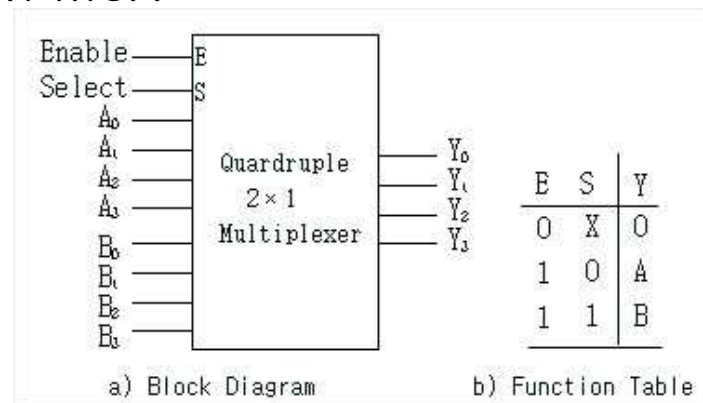 Enable
Select
E
S
A₀
A₁
A₂
A₃
B₀
B₁
B₂
B₃
Quardruple
2×1
Multiplexer
Y₀
Y₁
Y₂
Y₃
E S Y
0 X 0
1 0 A
1 1 B
a) Block Diagram
b) Function Table